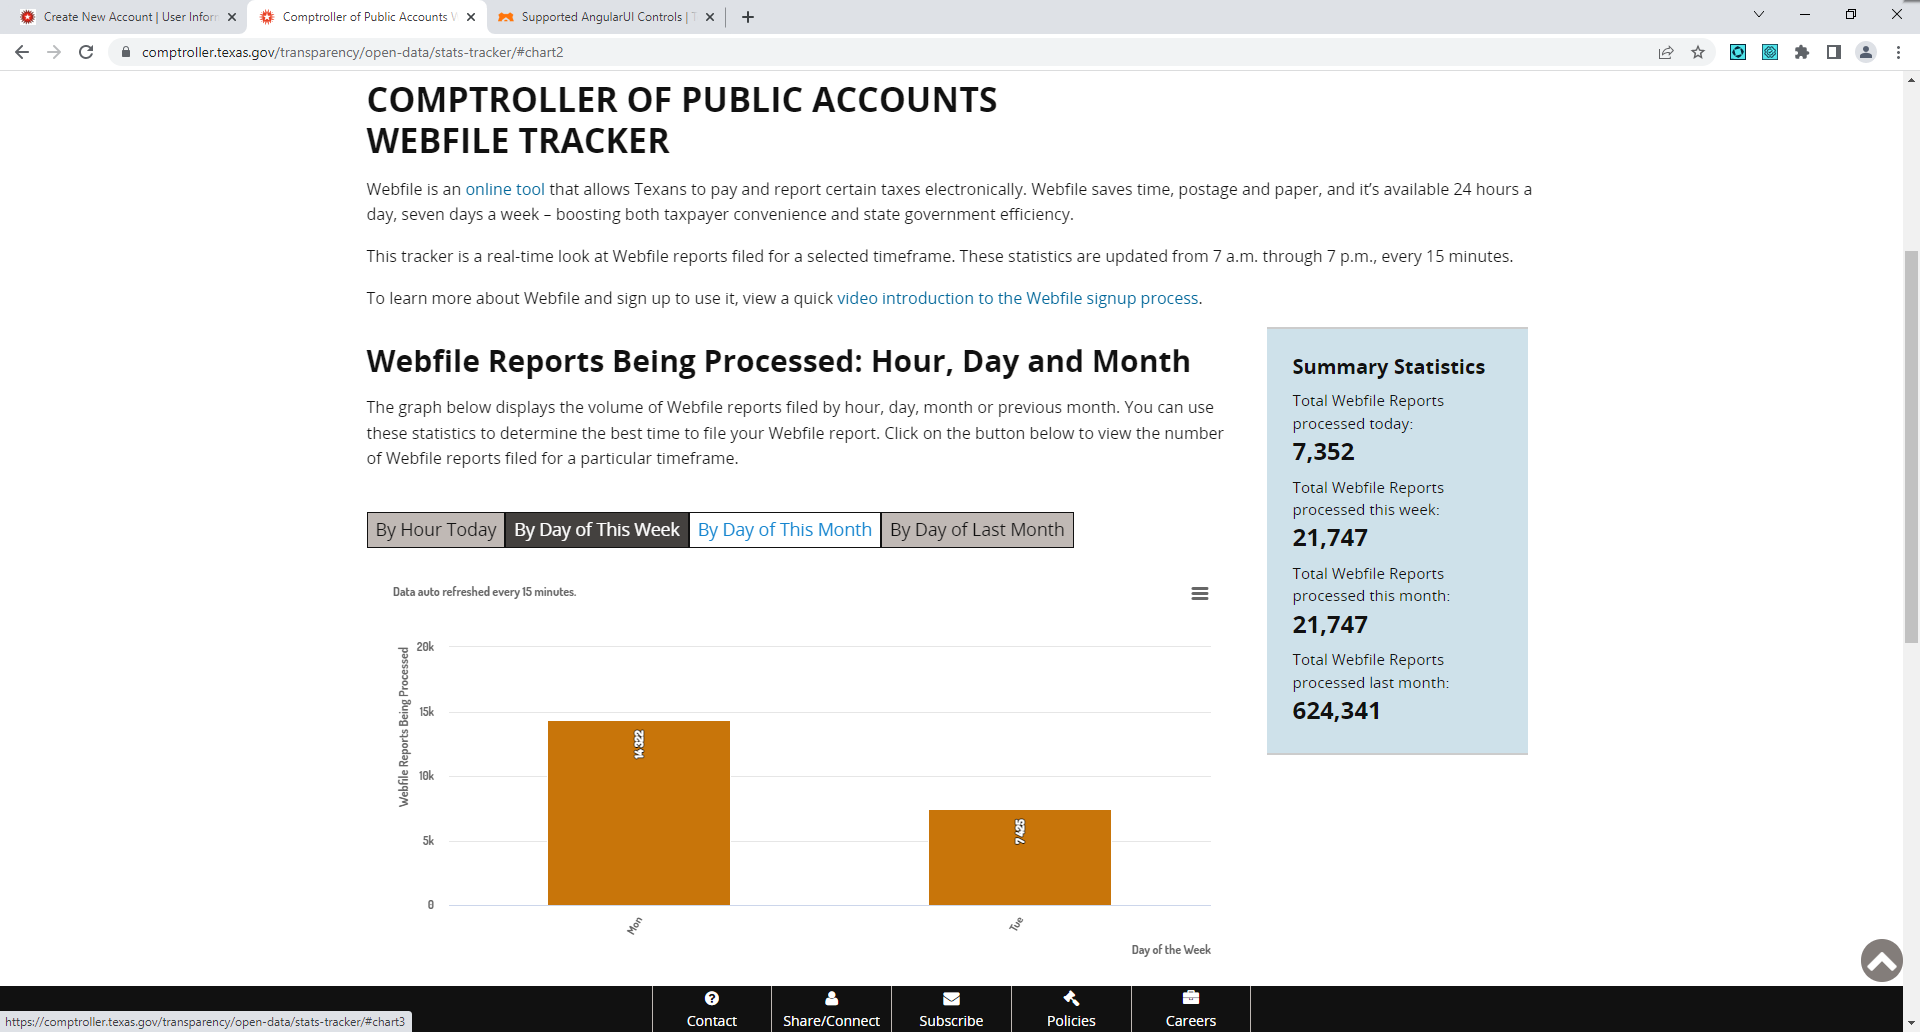 Create New Account | User Inforr
Comptroller of Public Accounts W
Supported AngularUI Controls | T
comptroller.texas.gov/transparency/open-data/stats-tracker/#chart2
COMPTROLLER OF PUBLIC ACCOUNTS
WEBFILE TRACKER
Webfile is an online tool that allows Texans to pay and report certain taxes electronically. Webfile saves time, postage and paper, and it’s available 24 hours a
day, seven days a week – boosting both taxpayer convenience and state government efficiency.
This tracker is a real-time look at Webfile reports filed for a selected timeframe. These statistics are updated from 7 a.m. through 7 p.m., every 15 minutes.
To learn more about Webfile and sign up to use it, view a quick video introduction to the Webfile signup process.
Webfile Reports Being Processed: Hour, Day and Month
The graph below displays the volume of Webfile reports filed by hour, day, month or previous month. You can use
these statistics to determine the best time to file your Webfile report. Click on the button below to view the number
of Webfile reports filed for a particular timeframe.
By Hour Today
By Day of This Week
By Day of This Month
By Day of Last Month
Data auto refreshed every 15 minutes.
Webfile Reports Being Processed
20k
15k
10k
5k
0
14 322
7 425
Mon
Tue
Day of the Week
Summary Statistics
Total Webfile Reports
processed today:
7,352
Total Webfile Reports
processed this week:
21,747
Total Webfile Reports
processed this month:
21,747
Total Webfile Reports
processed last month:
624,341
Contact
Share/Connect
Subscribe
Policies
Careers
https://comptroller.texas.gov/transparency/open-data/stats-tracker/#chart3